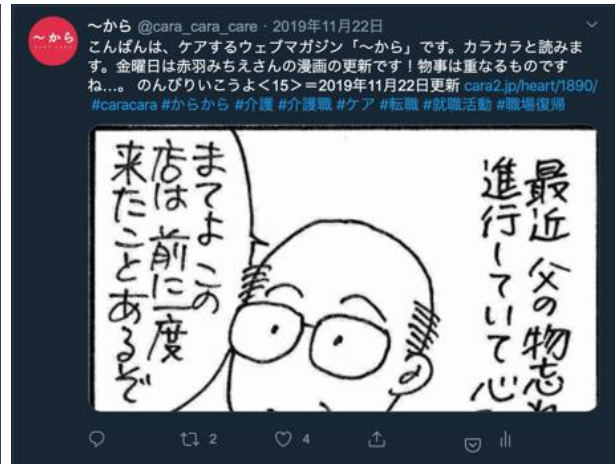 〜から @cara_cara_care · 2019年11月22日
〜から
CARA CARA
こんばんは、ケアするウェブマガジン「〜から」です。カラカラと読みま
す。金曜日は赤羽みちえさんの漫画の更新です！物事は重なるものです
ね…。 のんびりいこうよ<15>＝2019年11月22日更新 cara2.jp/heart/1890/
#caracara #からから #介護 #介護職 #ケア #転職 #就職活動 #職場復帰
最近 父の物忘れ
進行していて心
まてよ この
店は 前に一度
来たことあるぞ
2
4